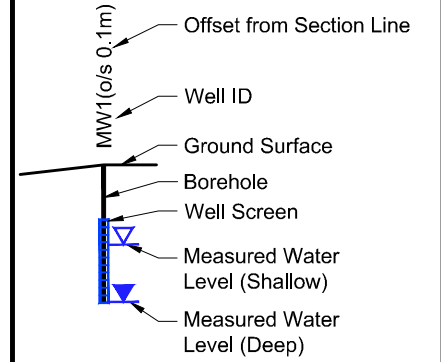 MW1(o/s 0.1m)
Offset from Section Line
Well ID
Ground Surface
Borehole
Well Screen
Measured Water
Level (Shallow)
Measured Water
Level (Deep)